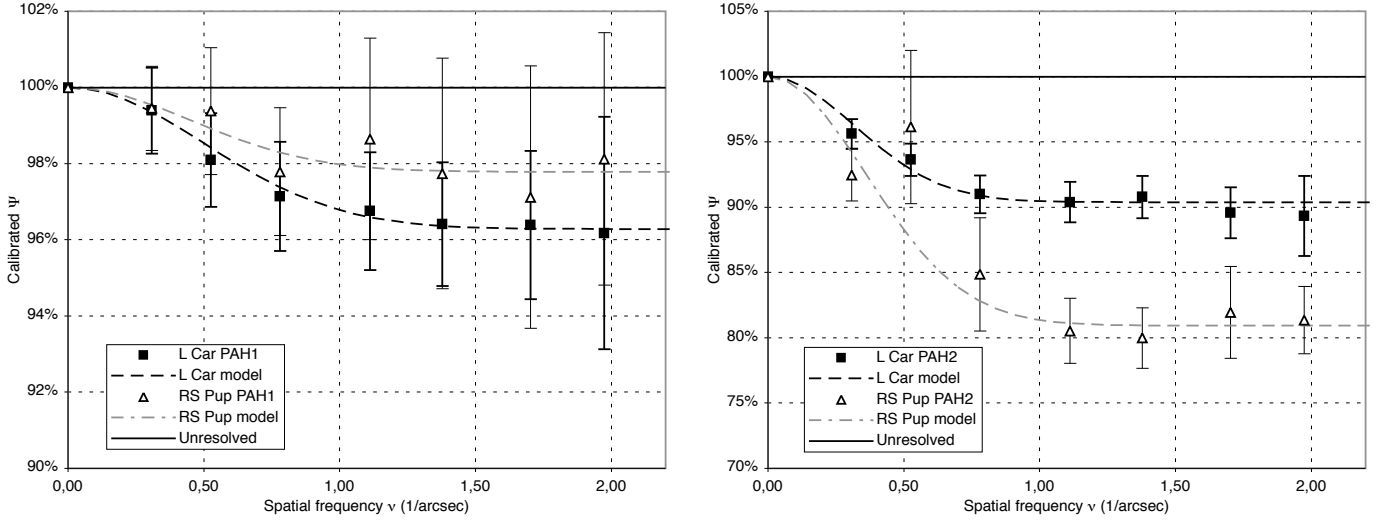 102%
100%
98%
96%
94%
92%
90%
Calibrated Ψ
L Car PAH1
L Car model
RS Pup PAH1
RS Pup model
Unresolved
0,00 0,50 1,00 1,50 2,00
Spatial frequency ν (1/arcsec)
105%
100%
95%
90%
85%
80%
75%
70%
Calibrated Ψ
L Car PAH2
L Car model
RS Pup PAH2
RS Pup model
Unresolved
0,00 0,50 1,00 1,50 2,00
Spatial frequency ν (1/arcsec)